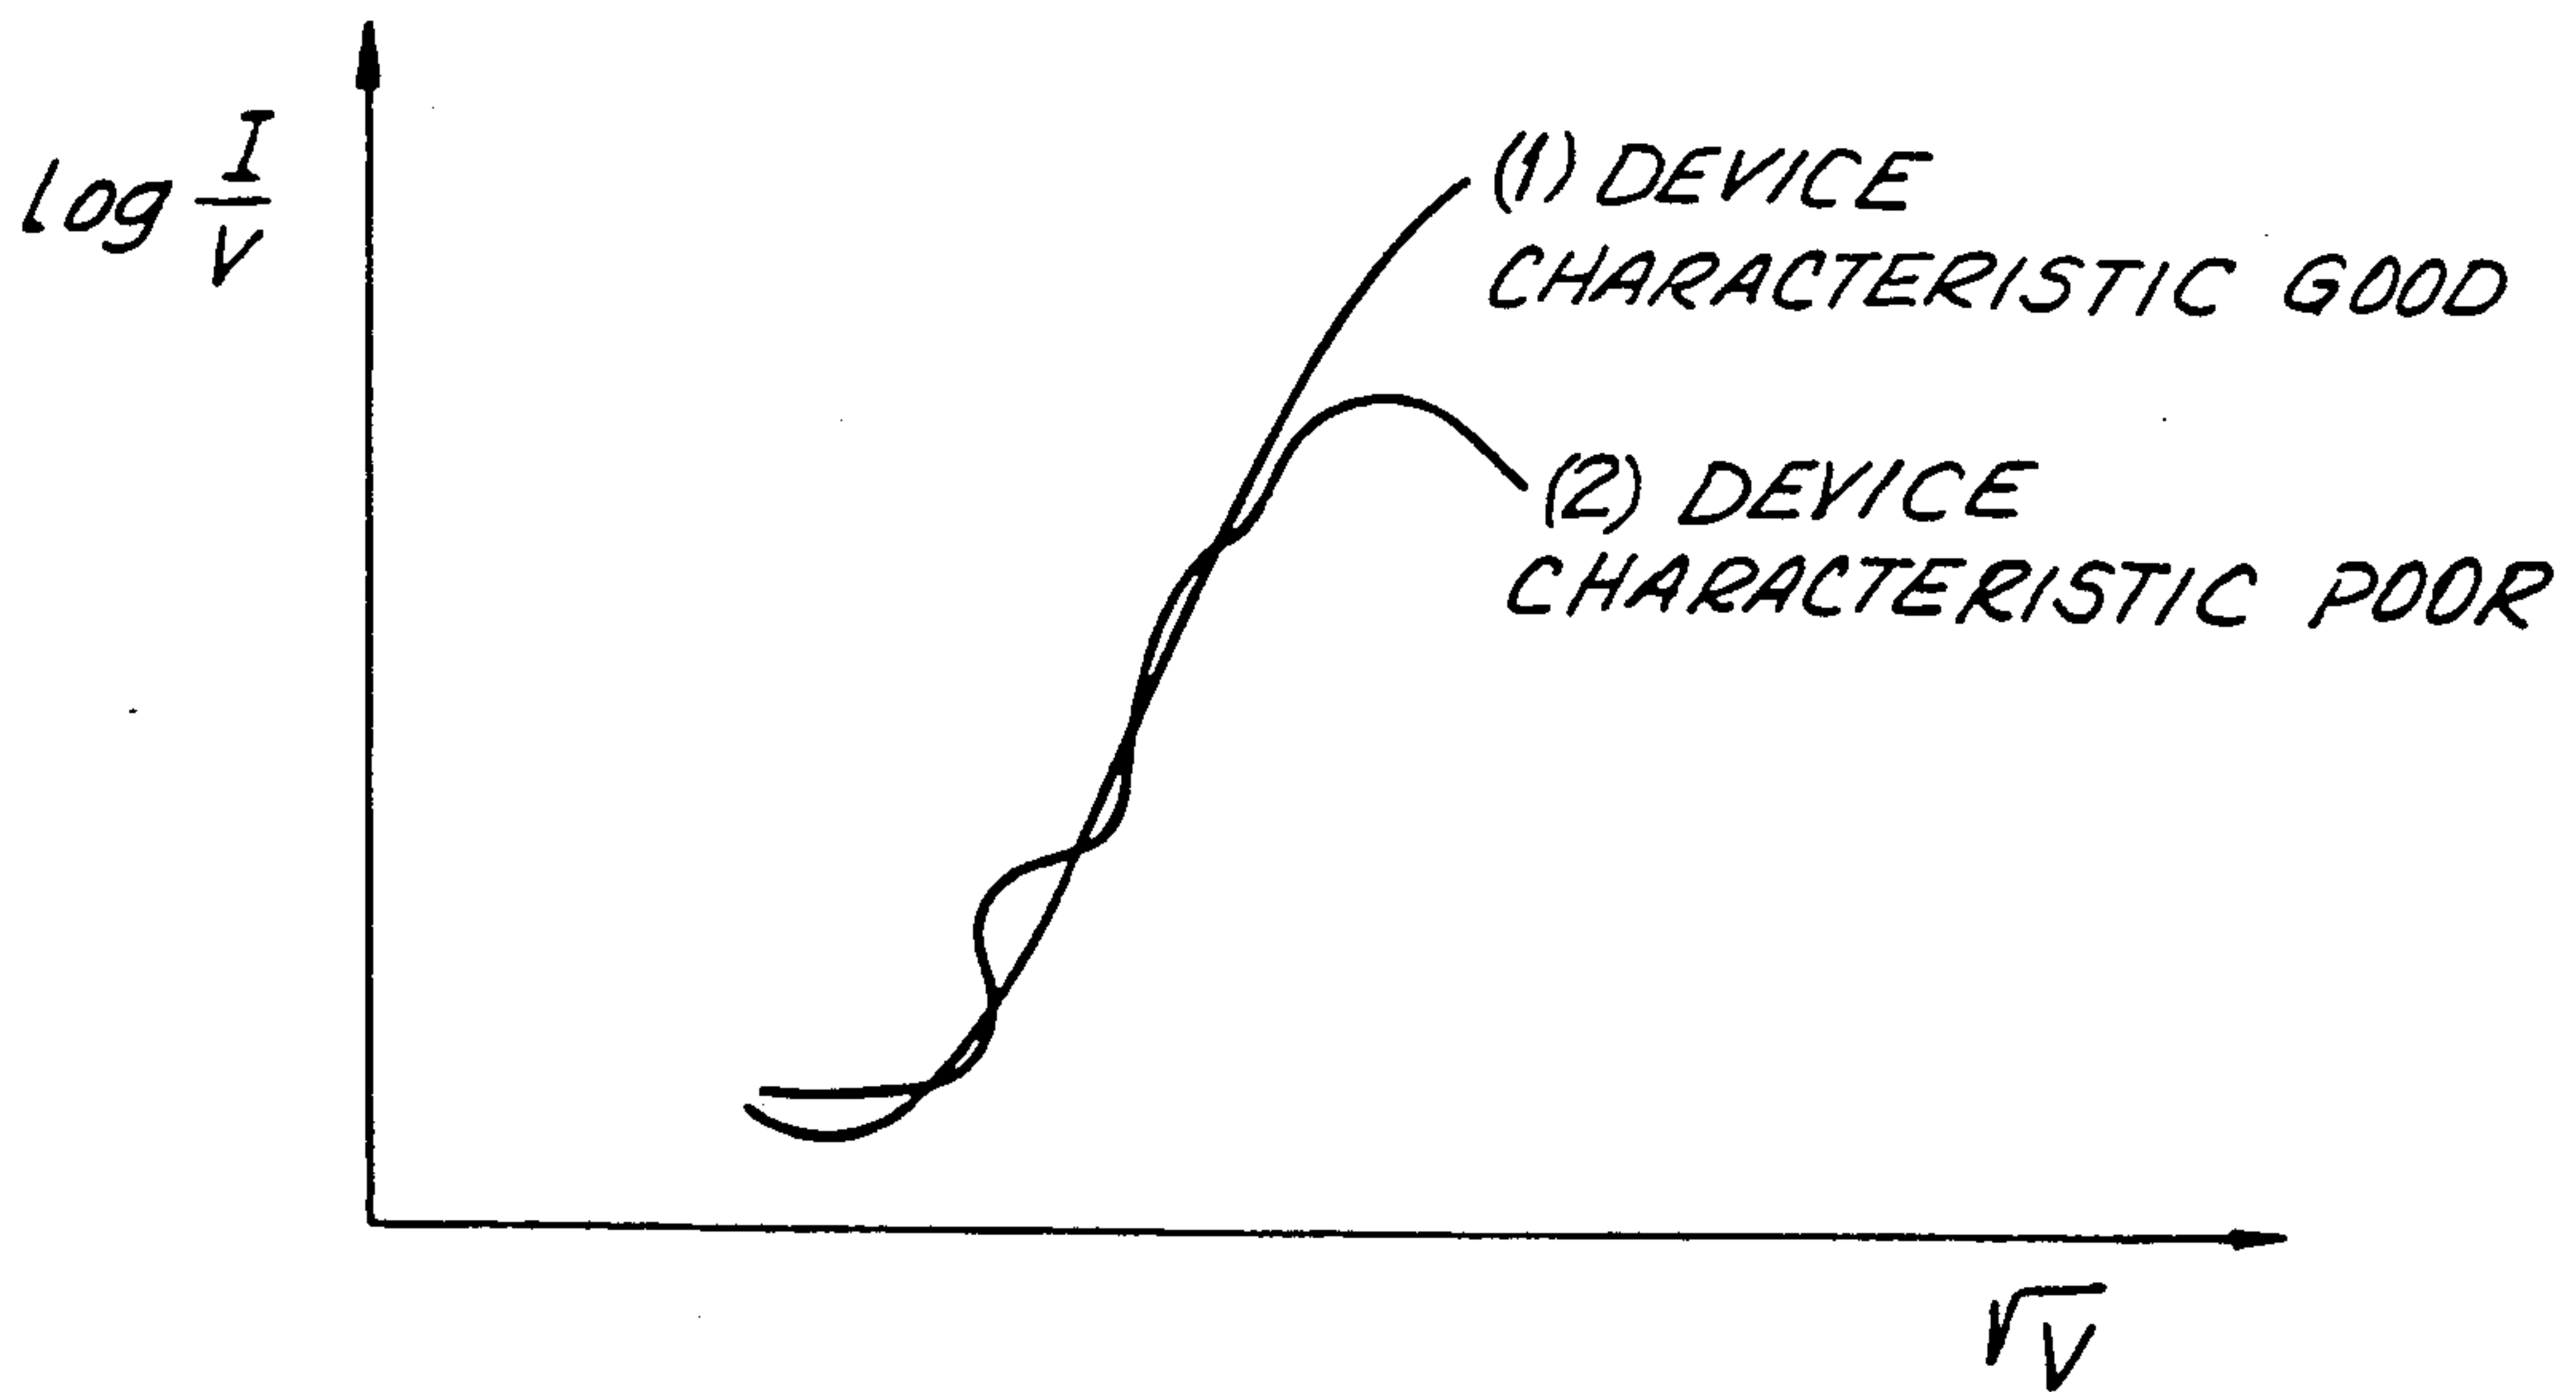 log I/V
(1) DEVICE
CHARACTERISTIC GOOD
(2) DEVICE
CHARACTERISTIC POOR
√V